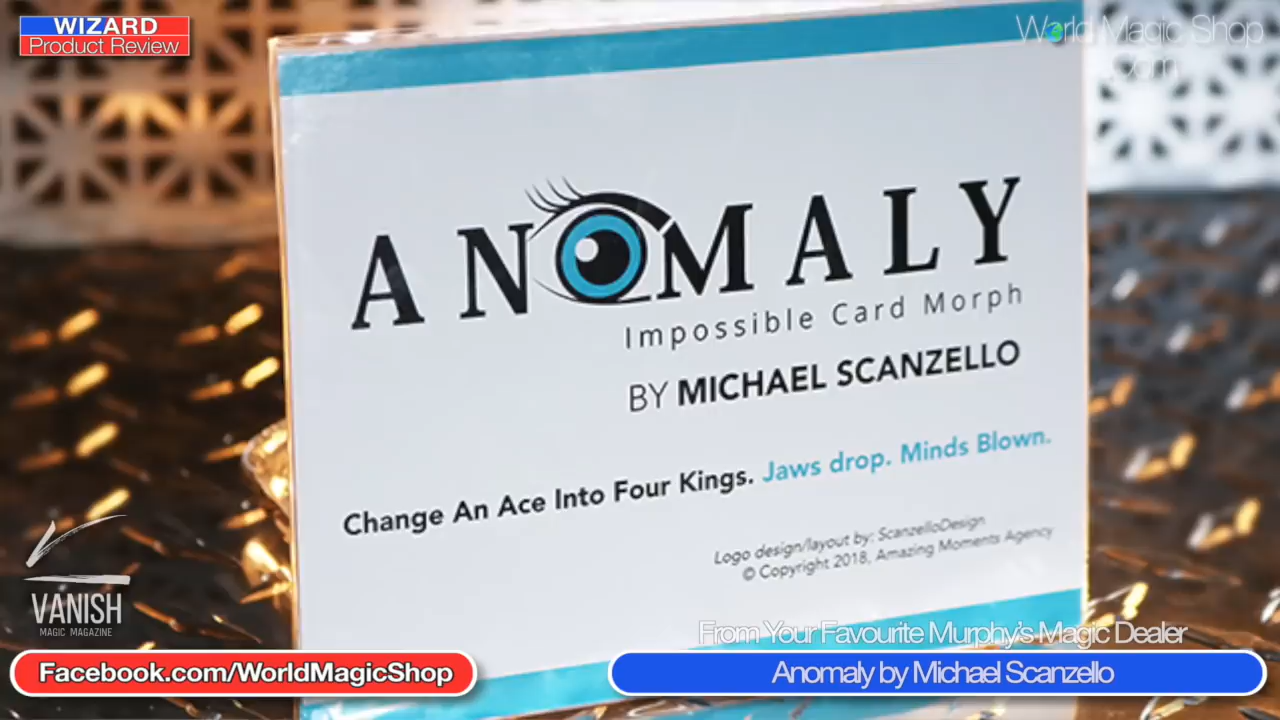 WIZARD
Product Review
World Magic Shop
.com
ANOMALY
Impossible Card Morph
BY MICHAEL SCANZELLO
Change An Ace Into Four Kings. Jaws drop. Minds Blown.
Logo design/layout by: ScanzelloDesign
© Copyright 2018, Amazing Moments Agency
VANISH
MAGIC MAGAZINE
From Your Favourite Murphy's Magic Dealer
Facebook.com/WorldMagicShop
Anomaly by Michael Scanzello